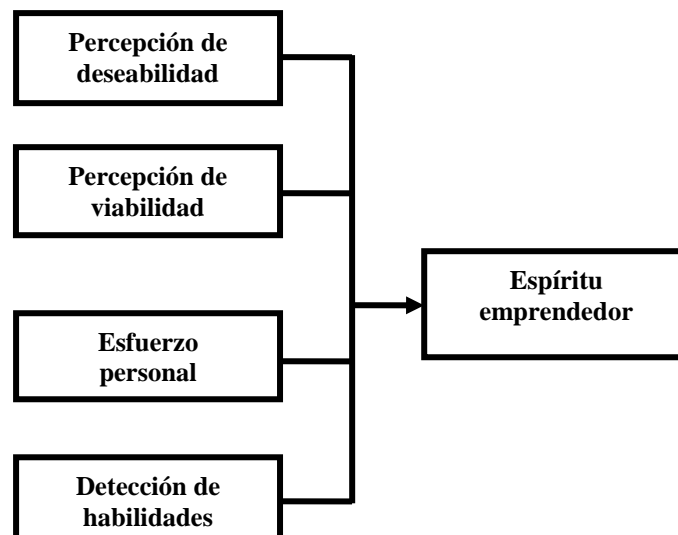 Percepción de
deseabilidad
Percepción de
viabilidad
Espíritu
emprendedor
Esfuerzo
personal
Detección de
habilidades